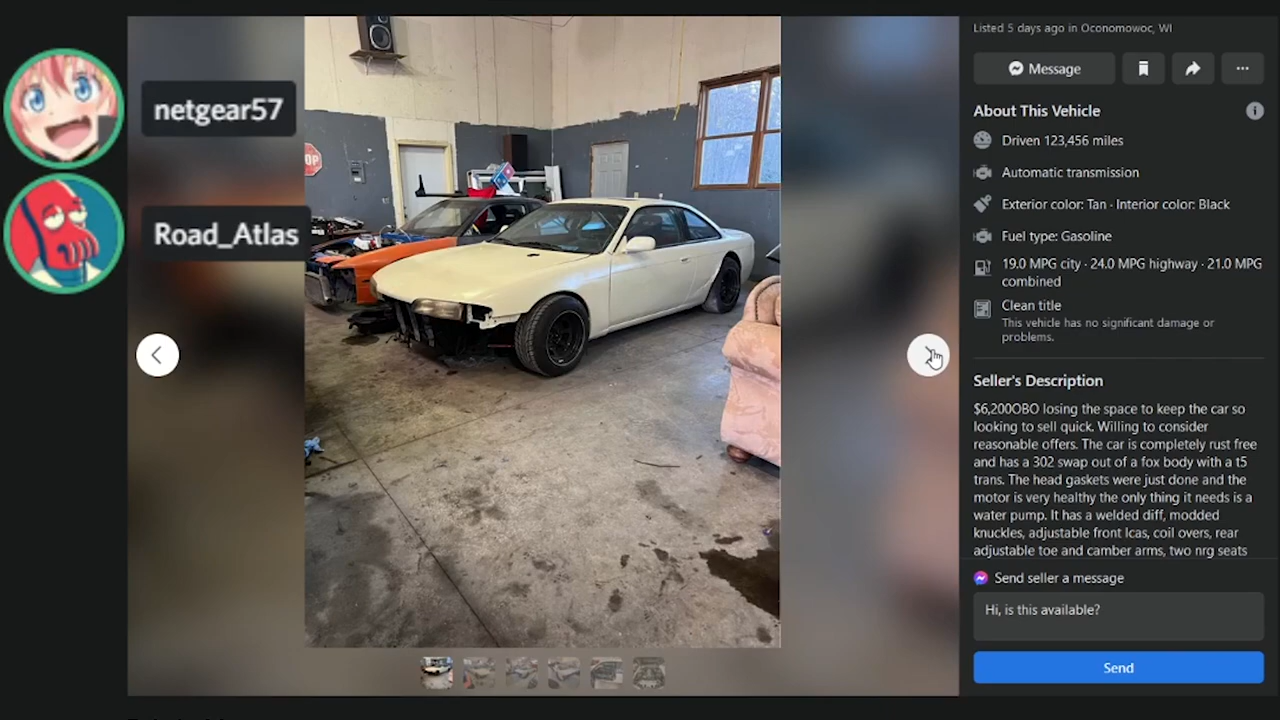 Listed 5 days ago in Oconomowoc, WI
netgear57
Road_Atlas
Message
About This Vehicle
Driven 123,456 miles
Automatic transmission
Exterior color: Tan · Interior color: Black
Fuel type: Gasoline
19.0 MPG city · 24.0 MPG highway · 21.0 MPG
combined
Clean title
This vehicle has no significant damage or
problems.
Seller's Description
$6,200OBO losing the space to keep the car so
looking to sell quick. Willing to consider
reasonable offers. The car is completely rust free
and has a 302 swap out of a fox body with a t5
trans. The head gaskets were just done and the
motor is very healthy the only thing it needs is a
water pump. It has a welded diff, modded
knuckles, adjustable front lcas, coil overs, rear
adjustable toe and camber arms, two nrg seats
Send seller a message
Hi, is this available?
Send